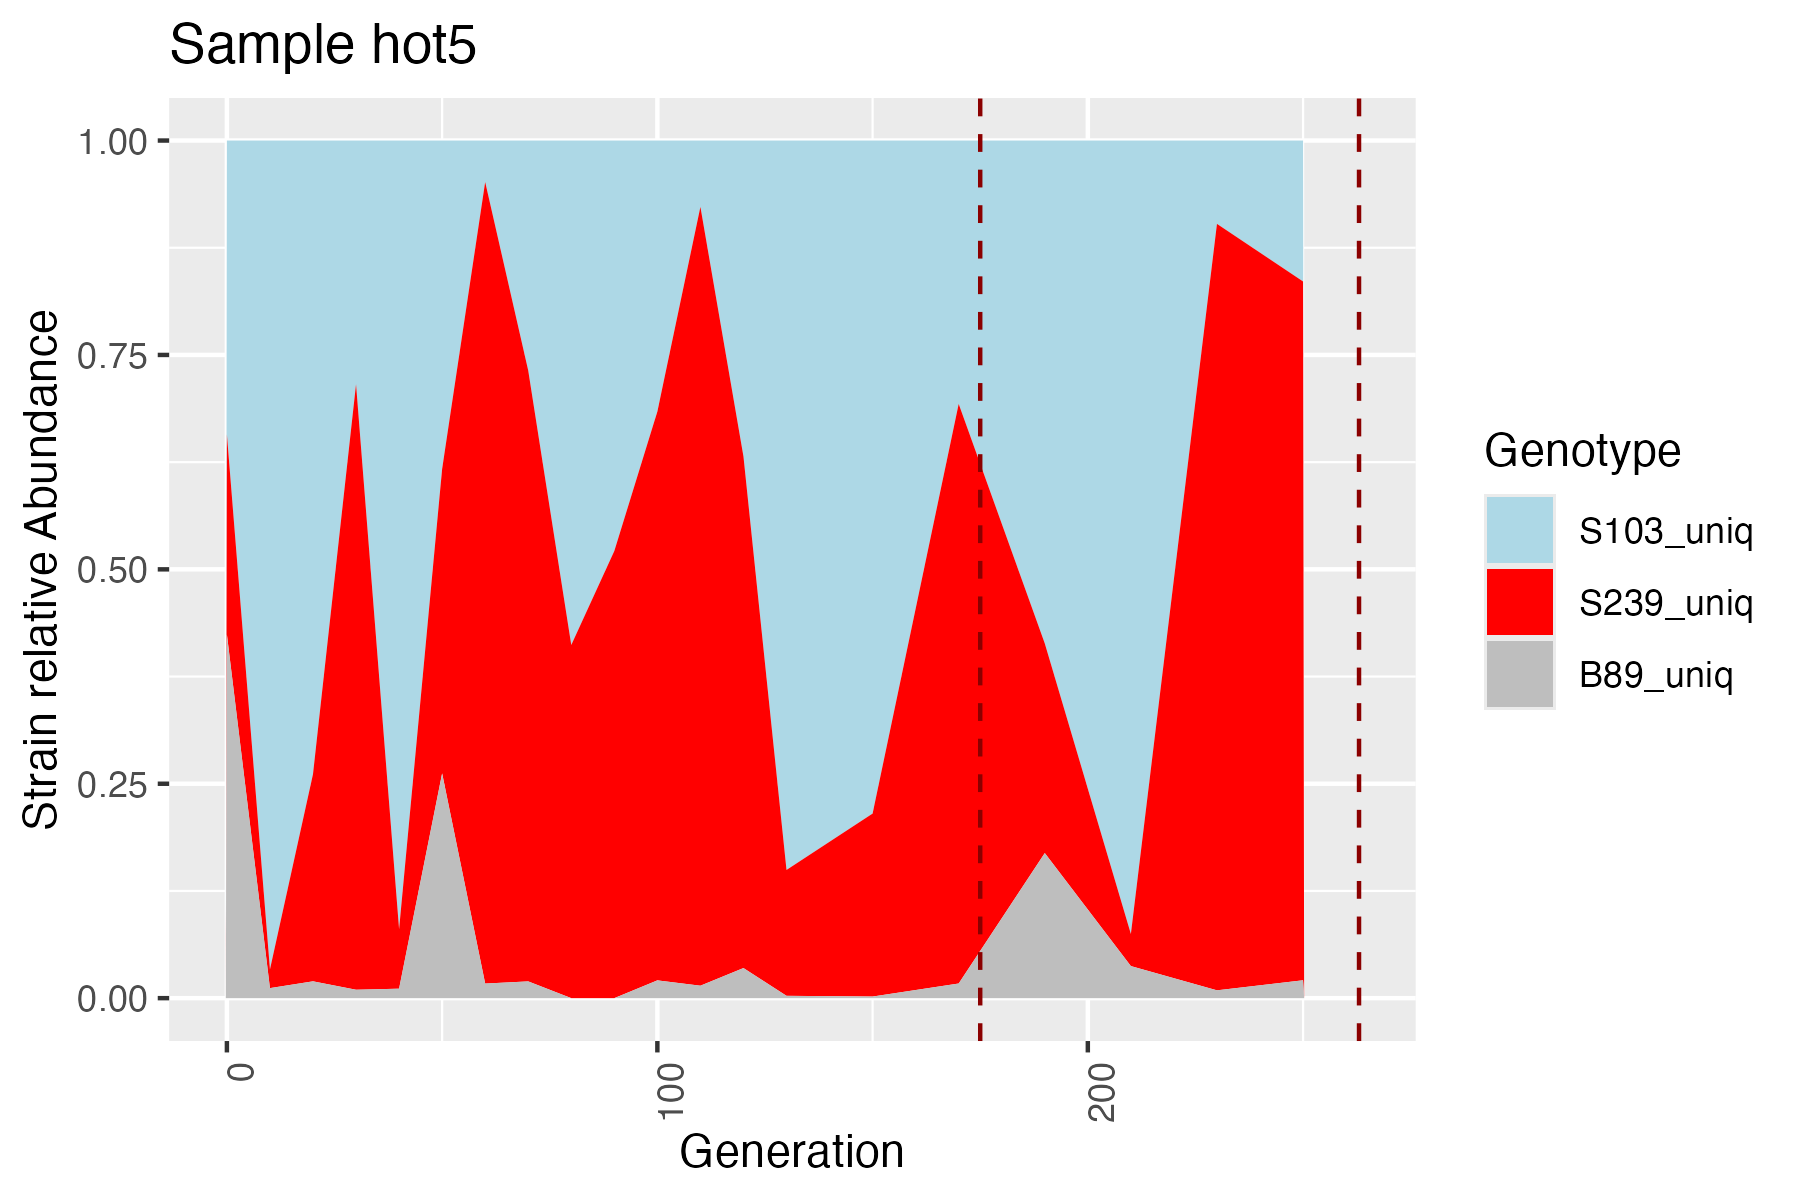 Sample hot5
Strain relative Abundance
1.00
0.75
0.50
0.25
0.00
0
100
200
Generation
Genotype
S103_uniq
S239_uniq
B89_uniq